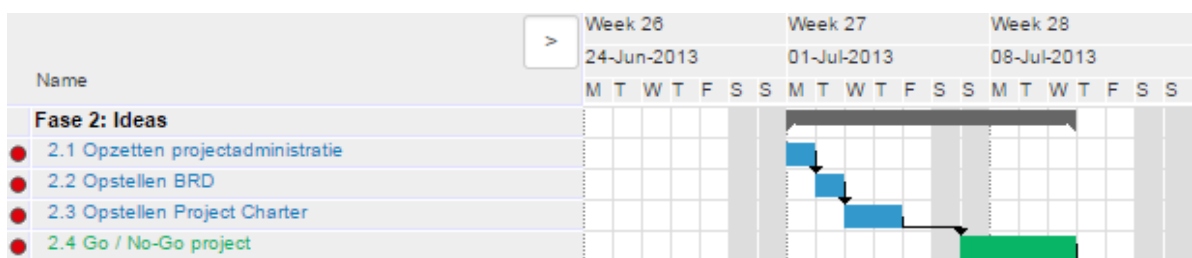 Week 26 Week 27 Week 28
>
24-Jun-2013 01-Jul-2013 08-Jul-2013
Name
M T W T F S S M T W T F S S M T W T F S S
Fase 2: Ideas
2.1 Opzetten projectadministratie
2.2 Opstellen BRD
2.3 Opstellen Project Charter
2.4 Go / No-Go project